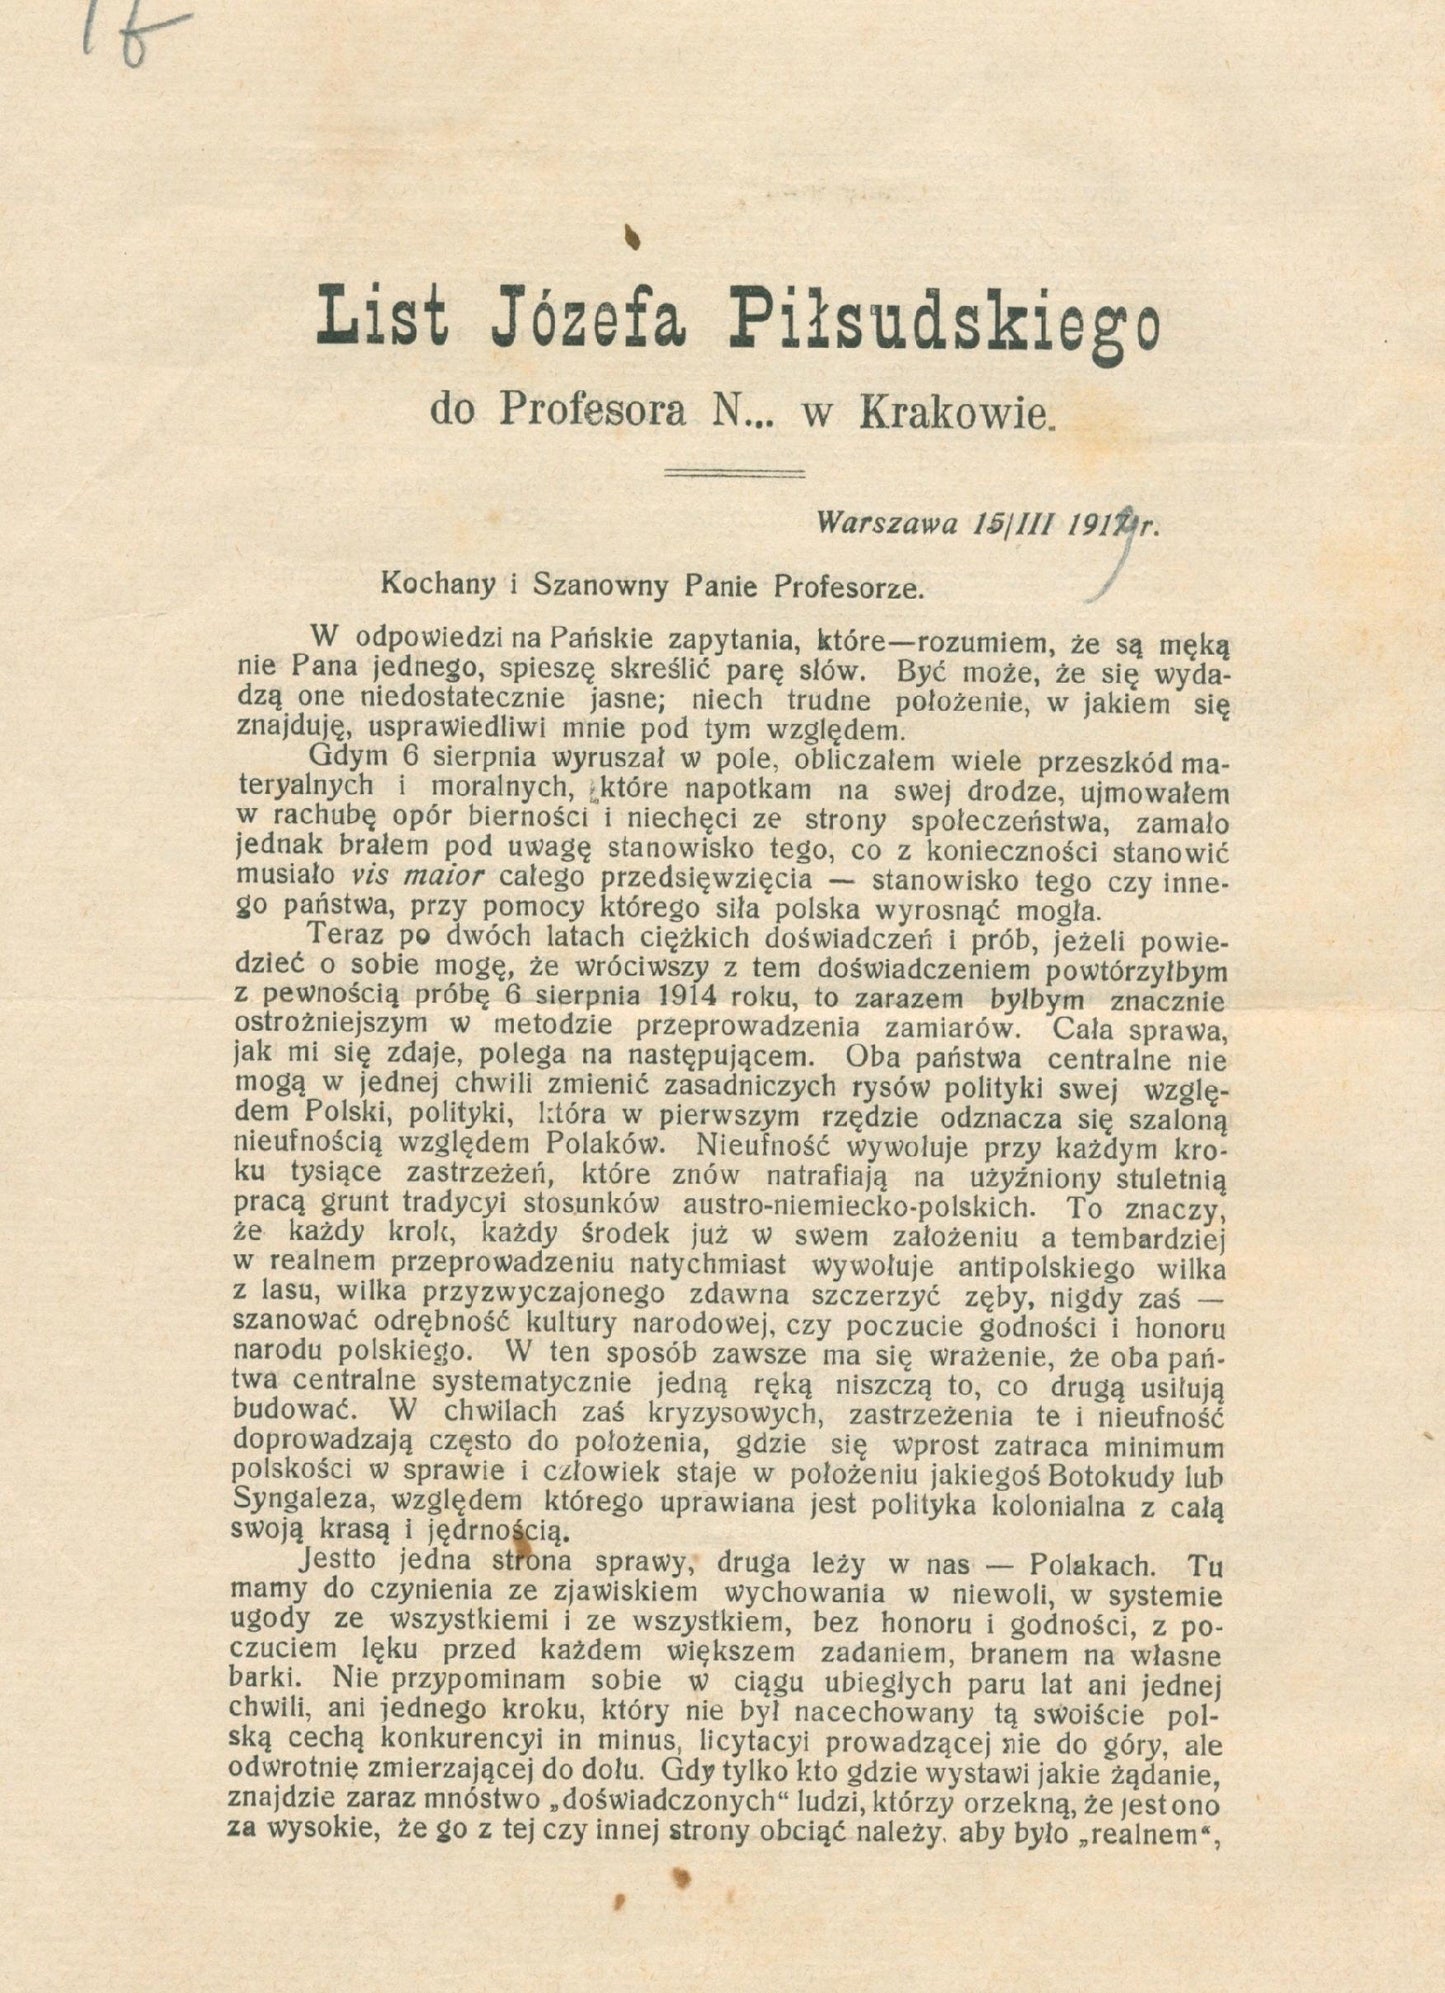 List Józefa Piłsudskiego
do Profesora N... w Krakowie.
Warszawa 15/III 1917 r.
Kochany i Szanowny Panie Profesorze.
W odpowiedzi na Pańskie zapytania, które—rozumiem, że są męką
nie Pana jednego, spieszę skreślić parę słów. Być może, że się wyda-
dzą one niedostatecznie jasne; niech trudne położenie, w jakiem się
znajduję, usprawiedliwi mnie pod tym względem.
Gdym 6 sierpnia wyruszał w pole, obliczałem wiele przeszkód ma-
teryalnych i moralnych, które napotkam na swej drodze, ujmowałem
w rachubę opór bierności i niechęci ze strony społeczeństwa, zamało
jednak brałem pod uwagę stanowisko tego, co z konieczności stanowić
musiało vis maior całego przedsięwzięcia — stanowisko tego czy inne-
go państwa, przy pomocy którego siła polska wyrosnąć mogła.
Teraz po dwóch latach ciężkich doświadczeń i prób, jeżeli powie-
dzieć o sobie mogę, że wróciwszy z tem doświadczeniem powtórzyłbym
z pewnością próbę 6 sierpnia 1914 roku, to zarazem byłbym znacznie
ostrożniejszym w metodzie przeprowadzenia zamiarów. Cała sprawa,
jak mi się zdaje, polega na następującem. Oba państwa centralne nie
mogą w jednej chwili zmienić zasadniczych rysów polityki swej wzglę-
dem Polski, polityki, która w pierwszym rzędzie odznacza się szaloną
nieufnością względem Polaków. Nieufność wywołuje przy każdym kro-
ku tysiące zastrzeżeń, które znów natrafiają na użyźniony stuletnią
pracą grunt tradycyi stosunków austro-niemiecko-polskich. To znaczy,
że każdy krok, każdy środek już w swem założeniu a tembardziej
w realnem przeprowadzeniu natychmiast wywołuje antipolskiego wilka
z lasu, wilka przyzwyczajonego zdawna szczerzyć zęby, nigdy zaś —
szanować odrębność kultury narodowej, czy poczucie godności i honoru
narodu polskiego. W ten sposób zawsze ma się wrażenie, że oba pań-
twa centralne systematycznie jedną ręką niszczą to, co drugą usiłują
budować. W chwilach zaś kryzysowych, zastrzeżenia te i nieufność
doprowadzają często do położenia, gdzie się wprost zatraca minimum
polskości w sprawie i człowiek staje w położeniu jakiegoś Botokudy lub
Syngaleza, względem którego uprawiana jest polityka kolonialna z całą
swoją krasą i jędrnością.
Jestto jedna strona sprawy, druga leży w nas — Polakach. Tu
mamy do czynienia ze zjawiskiem wychowania w niewoli, w systemie
ugody ze wszystkiemi i ze wszystkiem, bez honoru i godności, z po-
czuciem lęku przed każdem większem zadaniem, branem na własne
barki. Nie przypominam sobie w ciągu ubiegłych paru lat ani jednej
chwili, ani jednego kroku, który nie był nacechowany tą swoiście pol-
ską cechą konkurencyi in minus, licytacyi prowadzącej nie do góry, ale
odwrotnie zmierzającej do dołu. Gdy tylko kto gdzie wystawi jakie żądanie,
znajdzie zaraz mnóstwo „doświadczonych“ ludzi, którzy orzekną, że jest ono
za wysokie, że go z tej czy innej strony obciąć należy. aby było „realnem“,